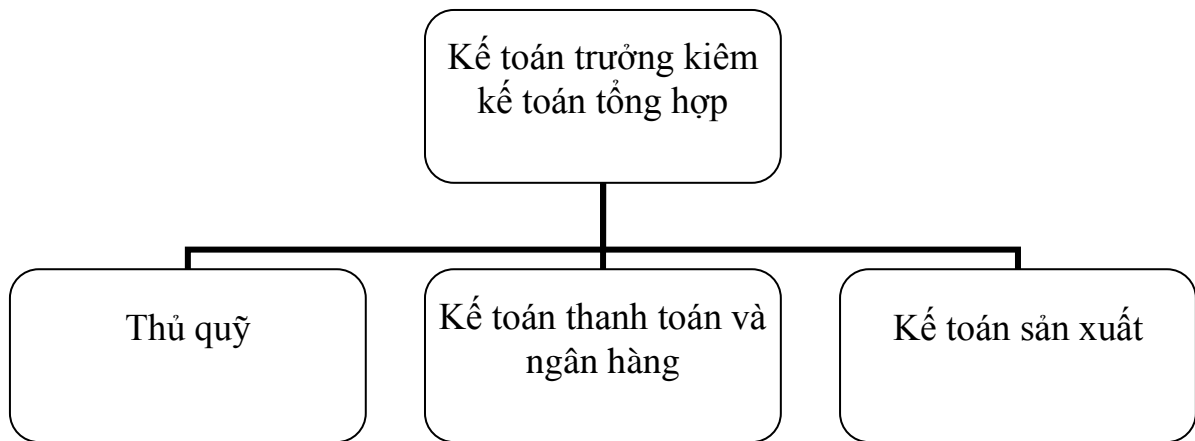 Kế toán trưởng kiêm
kế toán tổng hợp
Thủ quỹ
Kế toán thanh toán và
ngân hàng
Kế toán sản xuất